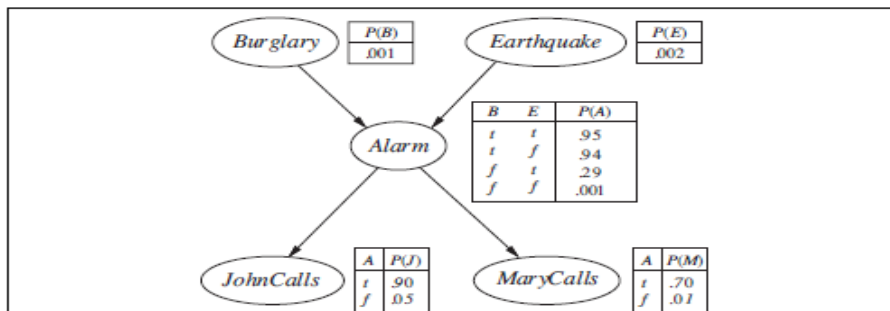 Burglary
P(B)
.001
Earthquake
P(E)
.002
Alarm
B E P(A)
t t .95
t f .94
f t .29
f f .001
JohnCalls
A P(J)
t .90
f .05
MaryCalls
A P(M)
t .70
f .01